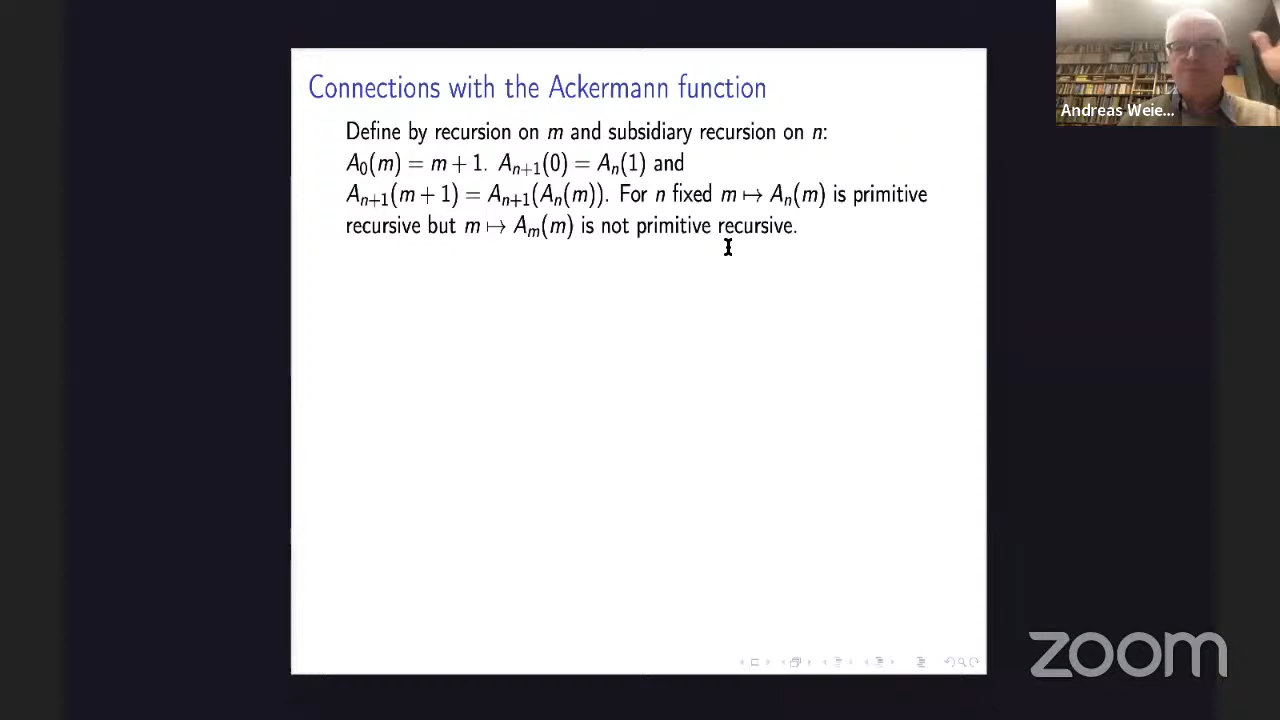 Connections with the Ackermann function
Define by recursion on m and subsidiary recursion on n:
A₀(m) = m + 1. Aₙ₊₁(0) = Aₙ(1) and
Aₙ₊₁(m + 1) = Aₙ₊₁(Aₙ(m)). For n fixed m ↦ Aₙ(m) is primitive
recursive but m ↦ Aₘ(m) is not primitive recursive.
Andreas Weie...
zoom